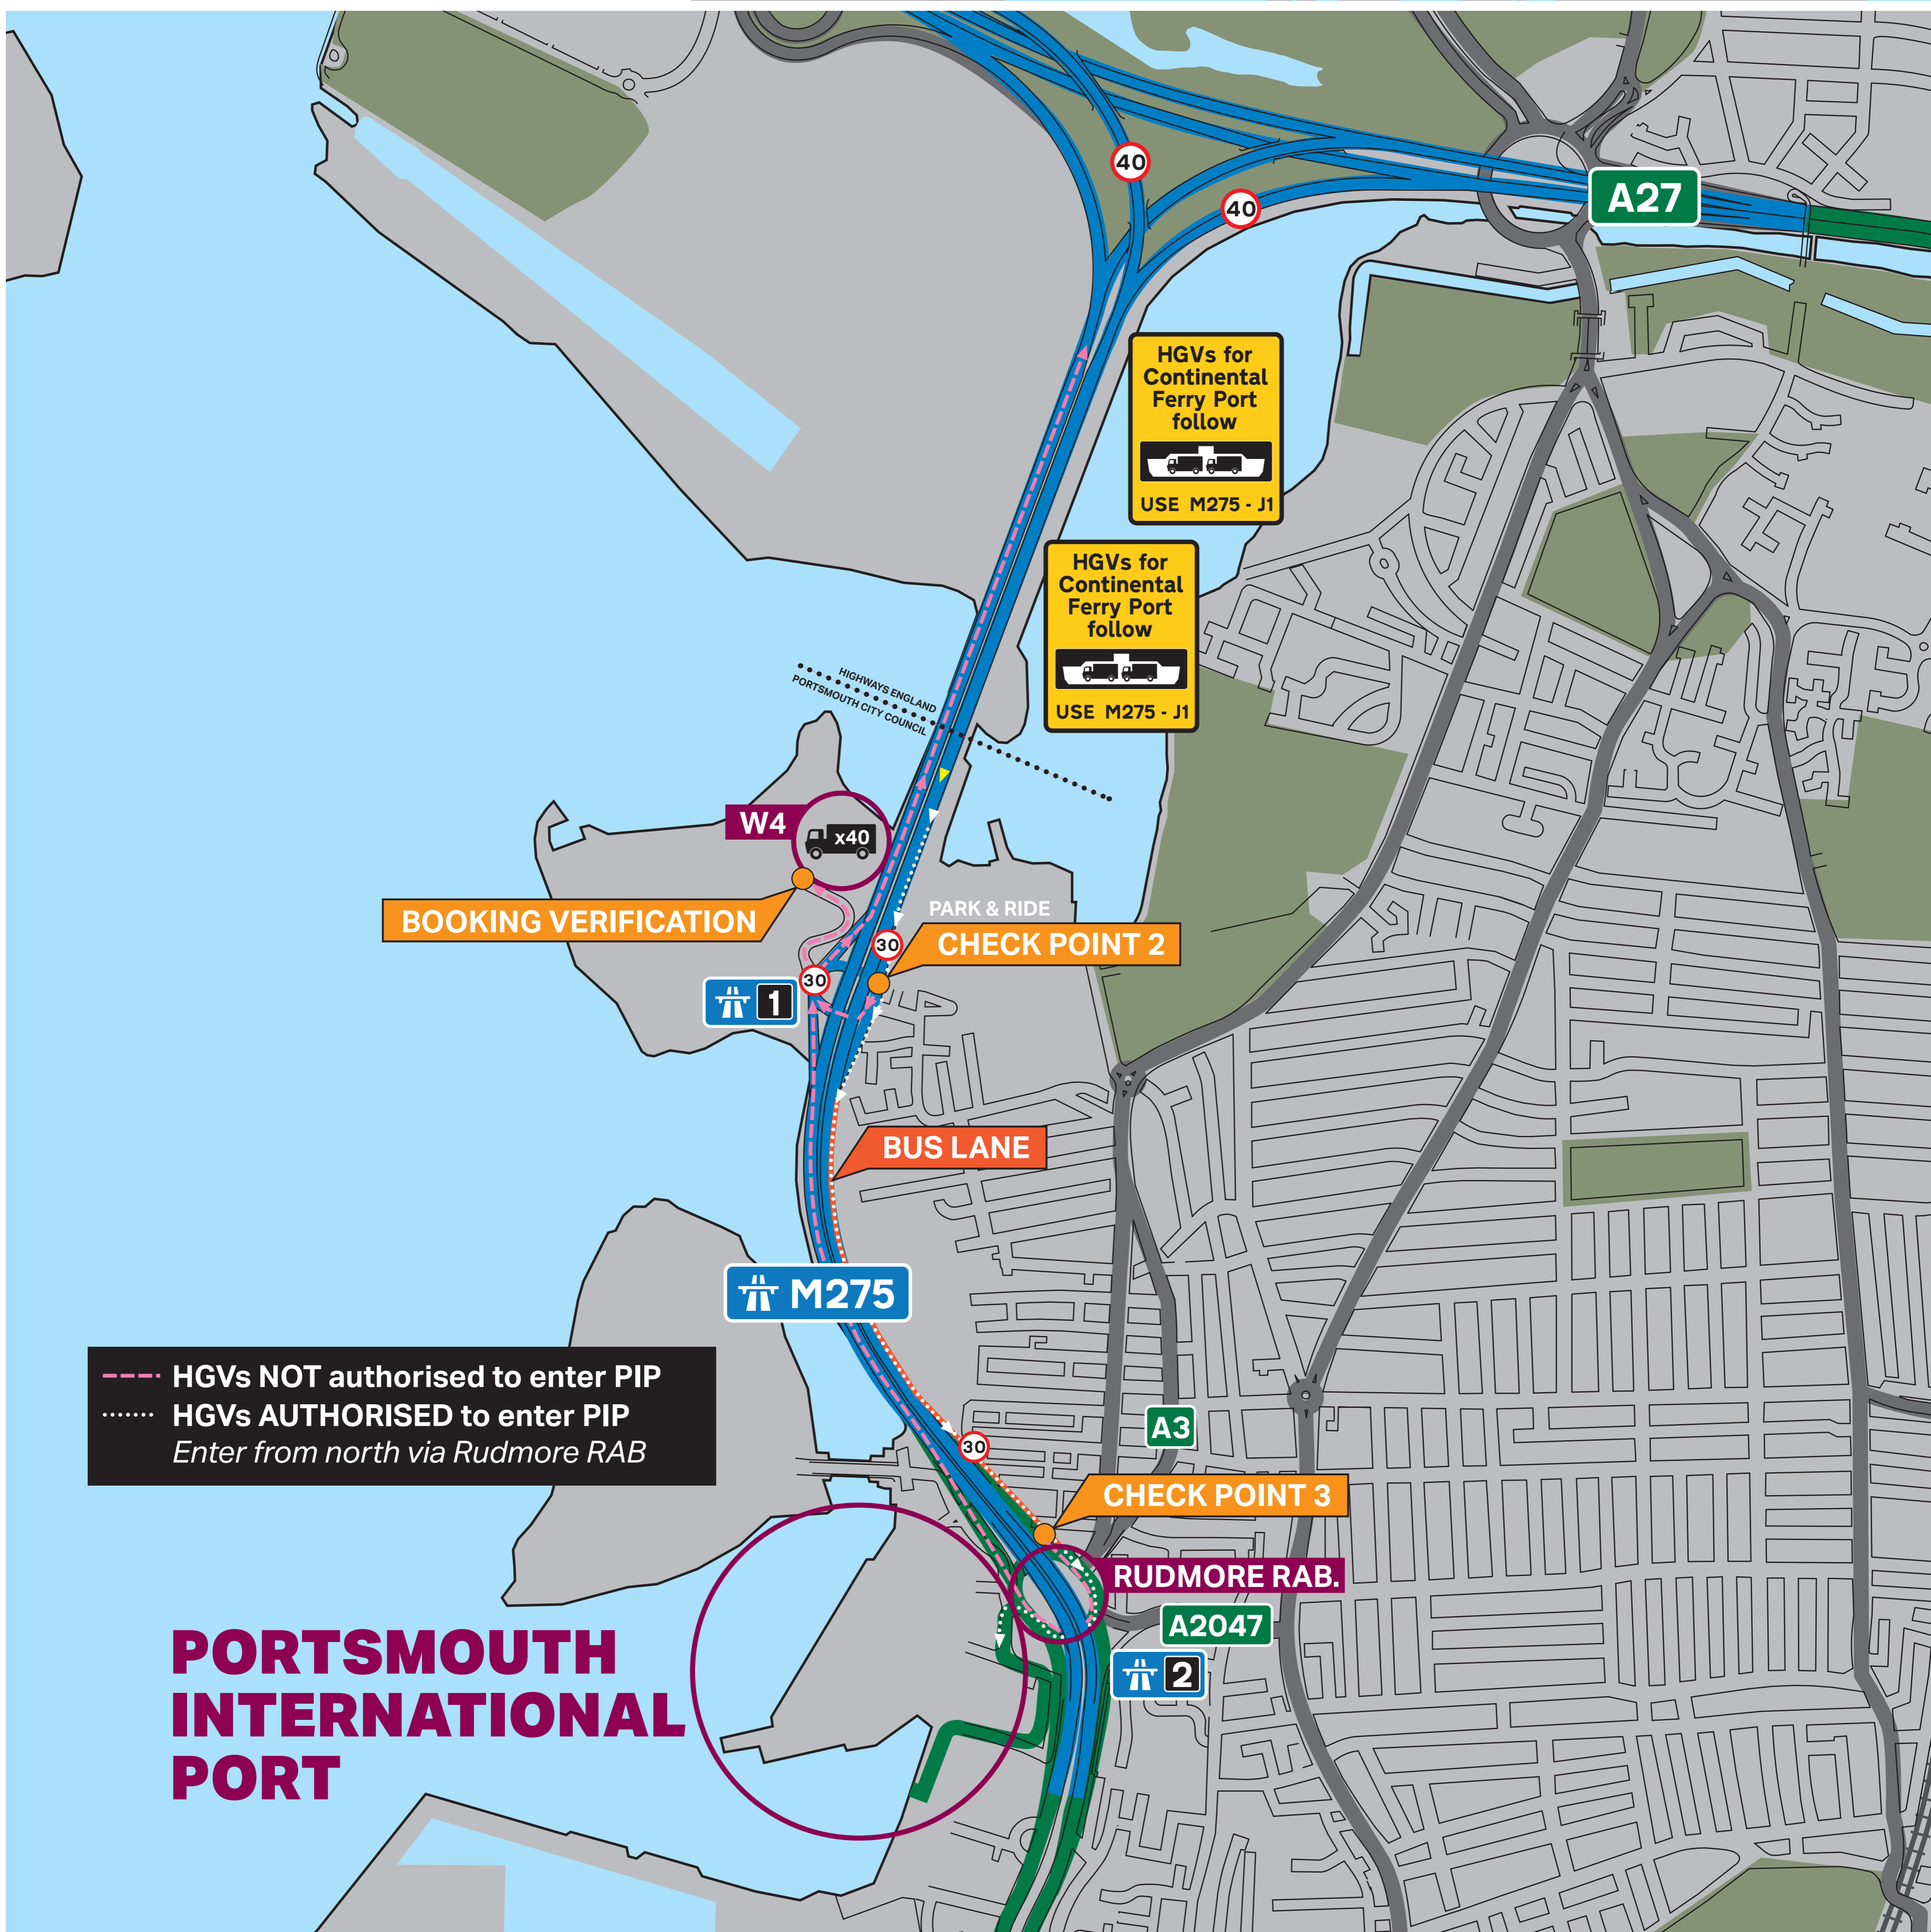 40
40
A27
HGVs for
Continental
Ferry Port
follow
USE M275 - J1
HGVs for
Continental
Ferry Port
follow
USE M275 - J1
HIGHWAYS ENGLAND
PORTSMOUTH CITY COUNCIL
W4
x40
BOOKING VERIFICATION
PARK & RIDE
30
CHECK POINT 2
30
1
BUS LANE
M275
HGVs NOT authorised to enter PIP
HGVs AUTHORISED to enter PIP
Enter from north via Rudmore RAB
A3
30
CHECK POINT 3
RUDMORE RAB.
A2047
2
PORTSMOUTH
INTERNATIONAL
PORT